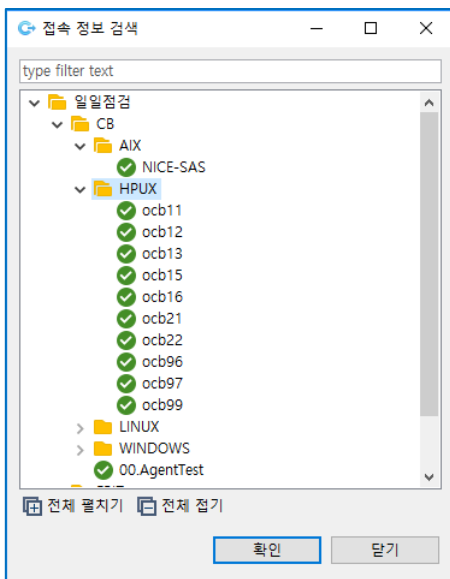 접속 정보 검색
type filter text
일일점검
CB
AIX
NICE-SAS
HPUX
ocb11
ocb12
ocb13
ocb15
ocb16
ocb21
ocb22
ocb96
ocb97
ocb99
LINUX
WINDOWS
00.AgentTest
전체 펼치기 전체 접기
확인 닫기